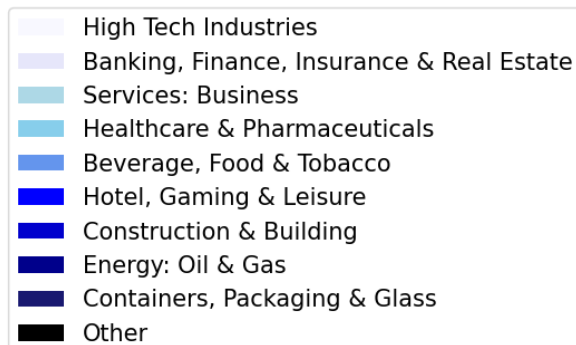 High Tech Industries
Banking, Finance, Insurance & Real Estate
Services: Business
Healthcare & Pharmaceuticals
Beverage, Food & Tobacco
Hotel, Gaming & Leisure
Construction & Building
Energy: Oil & Gas
Containers, Packaging & Glass
Other